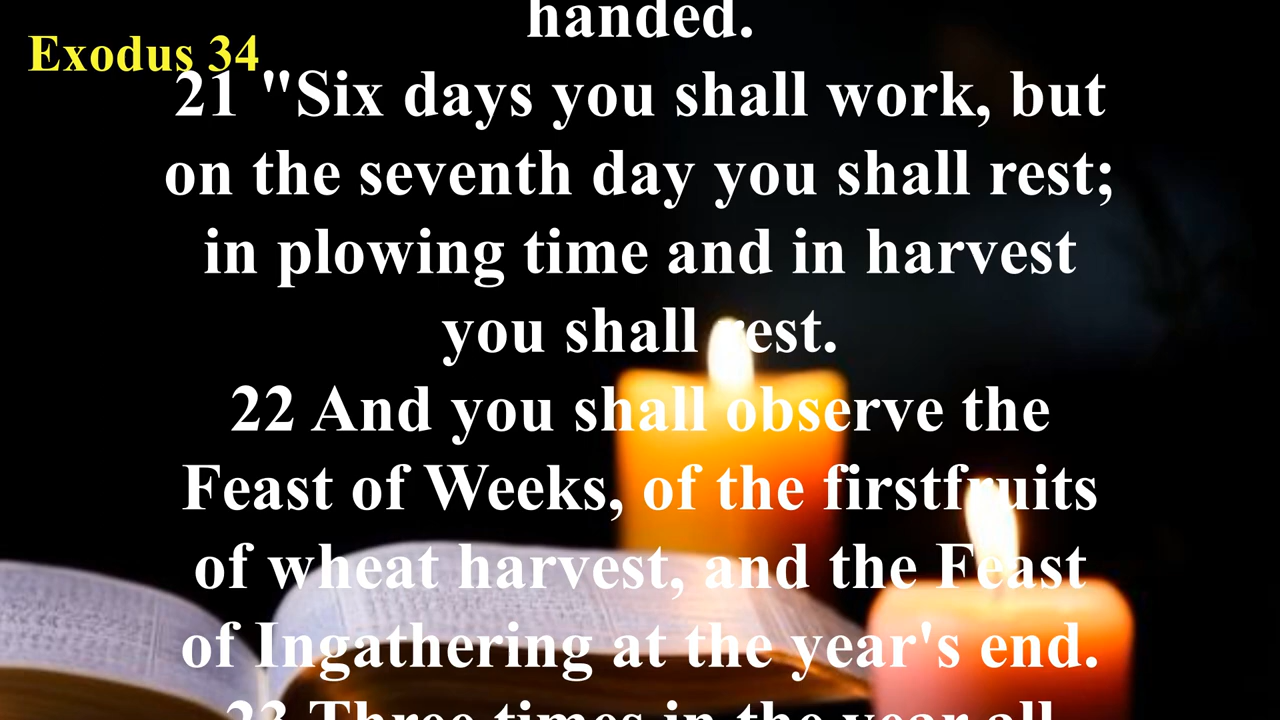 handed.
Exodus 34
21 "Six days you shall work, but
on the seventh day you shall rest;
in plowing time and in harvest
you shall rest.
22 And you shall observe the
Feast of Weeks, of the firstfruits
of wheat harvest, and the Feast
of Ingathering at the year's end.
23 Three times in the year all